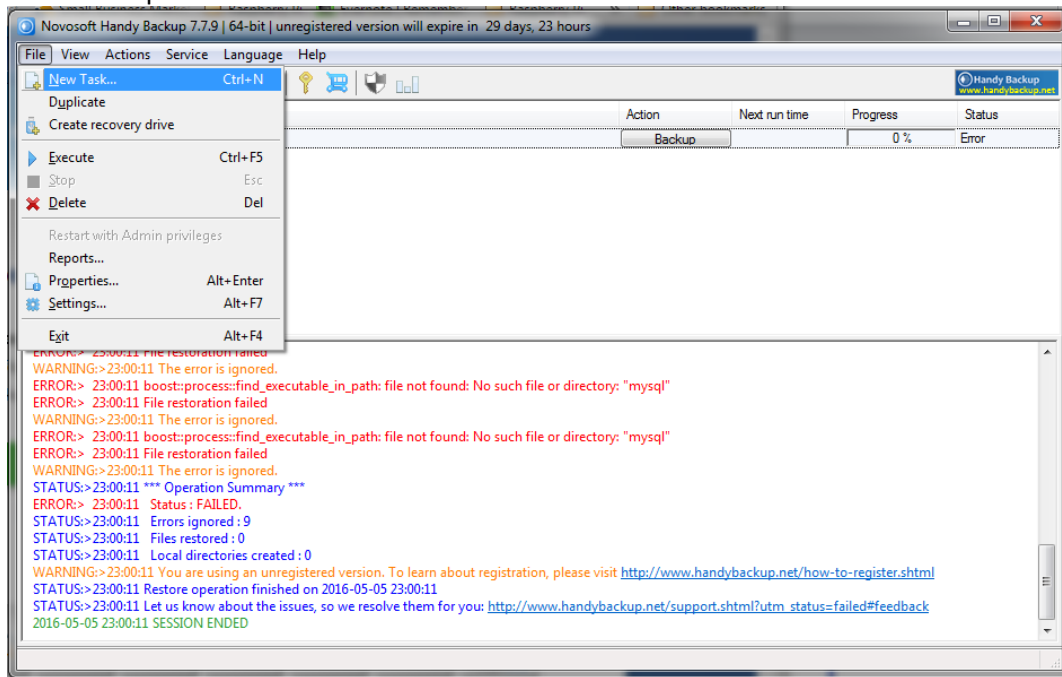 Novosoft Handy Backup 7.7.9 | 64-bit | unregistered version will expire in 29 days, 23 hours
File View Actions Service Language Help
New Task... Ctrl+N
Duplicate
Create recovery drive
Execute Ctrl+F5
Stop Esc
Delete Del
Restart with Admin privileges
Reports...
Properties... Alt+Enter
Settings... Alt+F7
Exit Alt+F4
Handy Backup
www.handybackup.net
Action Next run time Progress Status
Backup 0 % Error
ERROR:> 23:00:11 File restoration failed
WARNING:>23:00:11 The error is ignored.
ERROR:> 23:00:11 boost::process::find_executable_in_path: file not found: No such file or directory: "mysql"
ERROR:> 23:00:11 File restoration failed
WARNING:>23:00:11 The error is ignored.
ERROR:> 23:00:11 boost::process::find_executable_in_path: file not found: No such file or directory: "mysql"
ERROR:> 23:00:11 File restoration failed
WARNING:>23:00:11 The error is ignored.
STATUS:>23:00:11 *** Operation Summary ***
ERROR:> 23:00:11 Status : FAILED.
STATUS:>23:00:11 Errors ignored : 9
STATUS:>23:00:11 Files restored : 0
STATUS:>23:00:11 Local directories created : 0
WARNING:>23:00:11 You are using an unregistered version. To learn about registration, please visit http://www.handybackup.net/how-to-register.shtml
STATUS:>23:00:11 Restore operation finished on 2016-05-05 23:00:11
STATUS:>23:00:11 Let us know about the issues, so we resolve them for you: http://www.handybackup.net/support.shtml?utm_status=failed#feedback
2016-05-05 23:00:11 SESSION ENDED